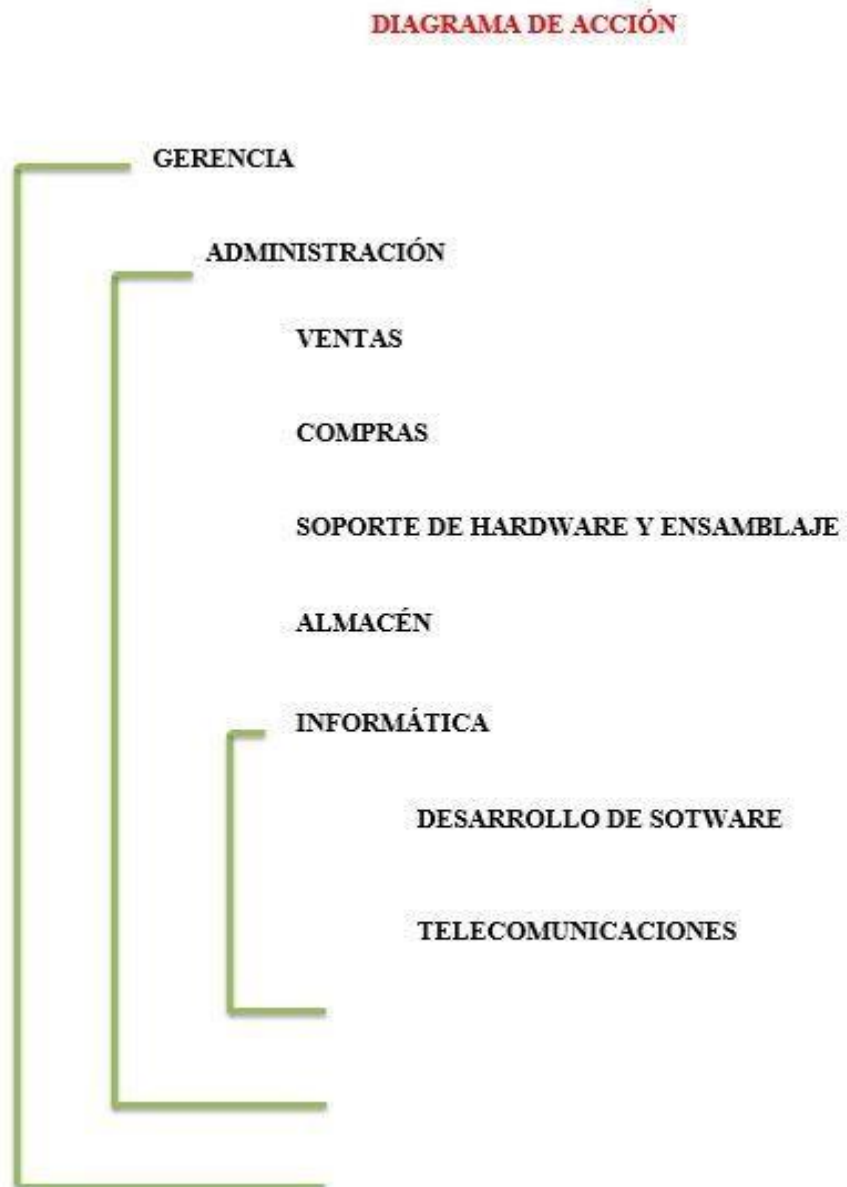 DIAGRAMA DE ACCIÓN
GERENCIA
ADMINISTRACIÓN
VENTAS
COMPRAS
SOPORTE DE HARDWARE Y ENSAMBLAJE
ALMACÉN
INFORMÁTICA
DESARROLLO DE SOTWARE
TELECOMUNICACIONES